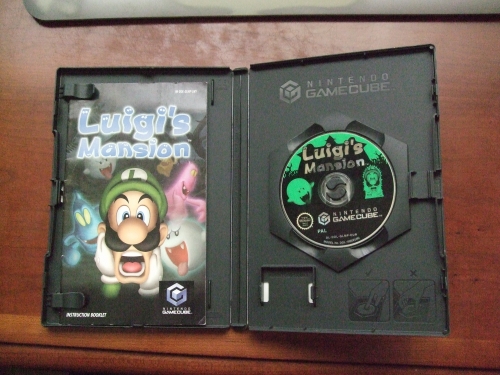 Luigi's
Mansion
NINTENDO
GAMECUBE
INSTRUCTION BOOKLET
NINTENDO
GAMECUBE
Luigi's
Mansion
NINTENDO
GAMECUBE
PAL